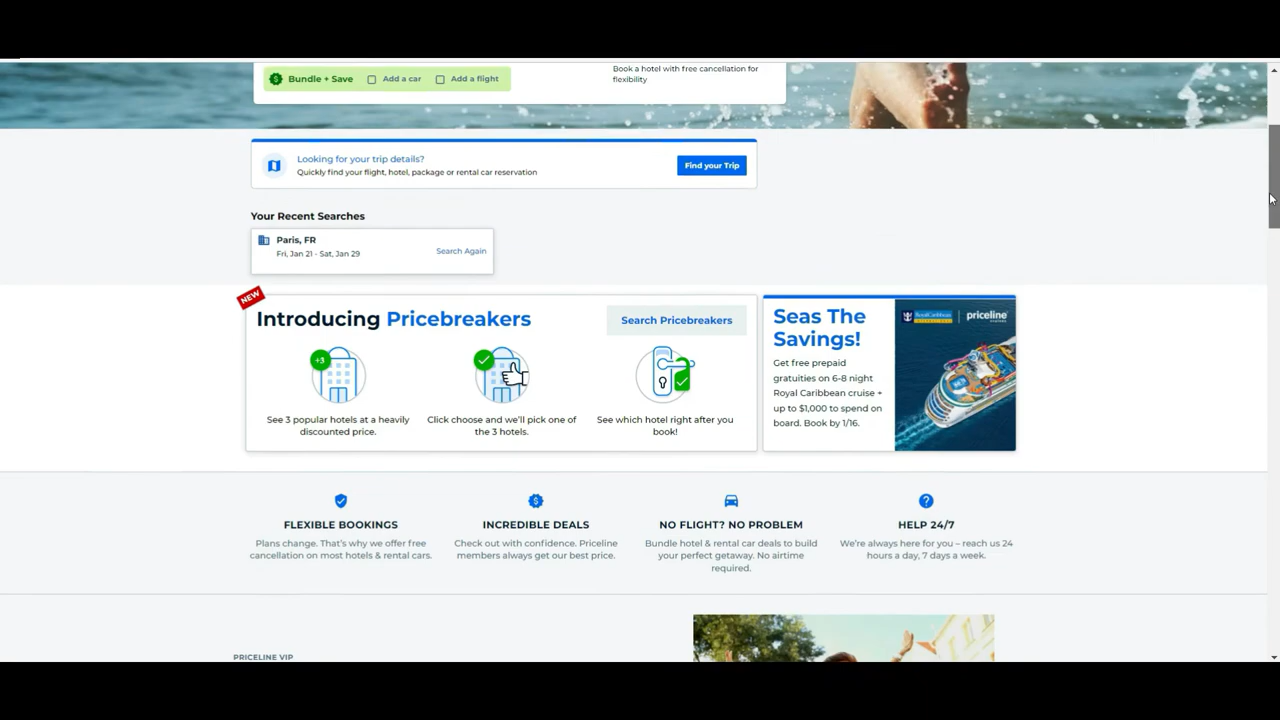 Bundle + Save
Add a car
Add a flight
Book a hotel with free cancellation for
flexibility
Looking for your trip details?
Quickly find your flight, hotel, package or rental car reservation
Find your Trip
Your Recent Searches
Paris, FR
Fri, Jan 21 - Sat, Jan 29
Search Again
NEW
Introducing Pricebreakers
Search Pricebreakers
+3
See 3 popular hotels at a heavily
discounted price.
Click choose and we'll pick one of
the 3 hotels.
See which hotel right after you
book!
Seas The
Savings!
Get free prepaid
gratuities on 6-8 night
Royal Caribbean cruise +
up to $1,000 to spend on
board. Book by 1/16.
RoyalCaribbean
INTERNATIONAL
priceline
FLEXIBLE BOOKINGS
Plans change. That's why we offer free
cancellation on most hotels & rental cars.
INCREDIBLE DEALS
Check out with confidence. Priceline
members always get our best price.
NO FLIGHT? NO PROBLEM
Bundle hotel & rental car deals to build
your perfect getaway. No airtime
required.
HELP 24/7
We're always here for you – reach us 24
hours a day, 7 days a week.
PRICELINE VIP